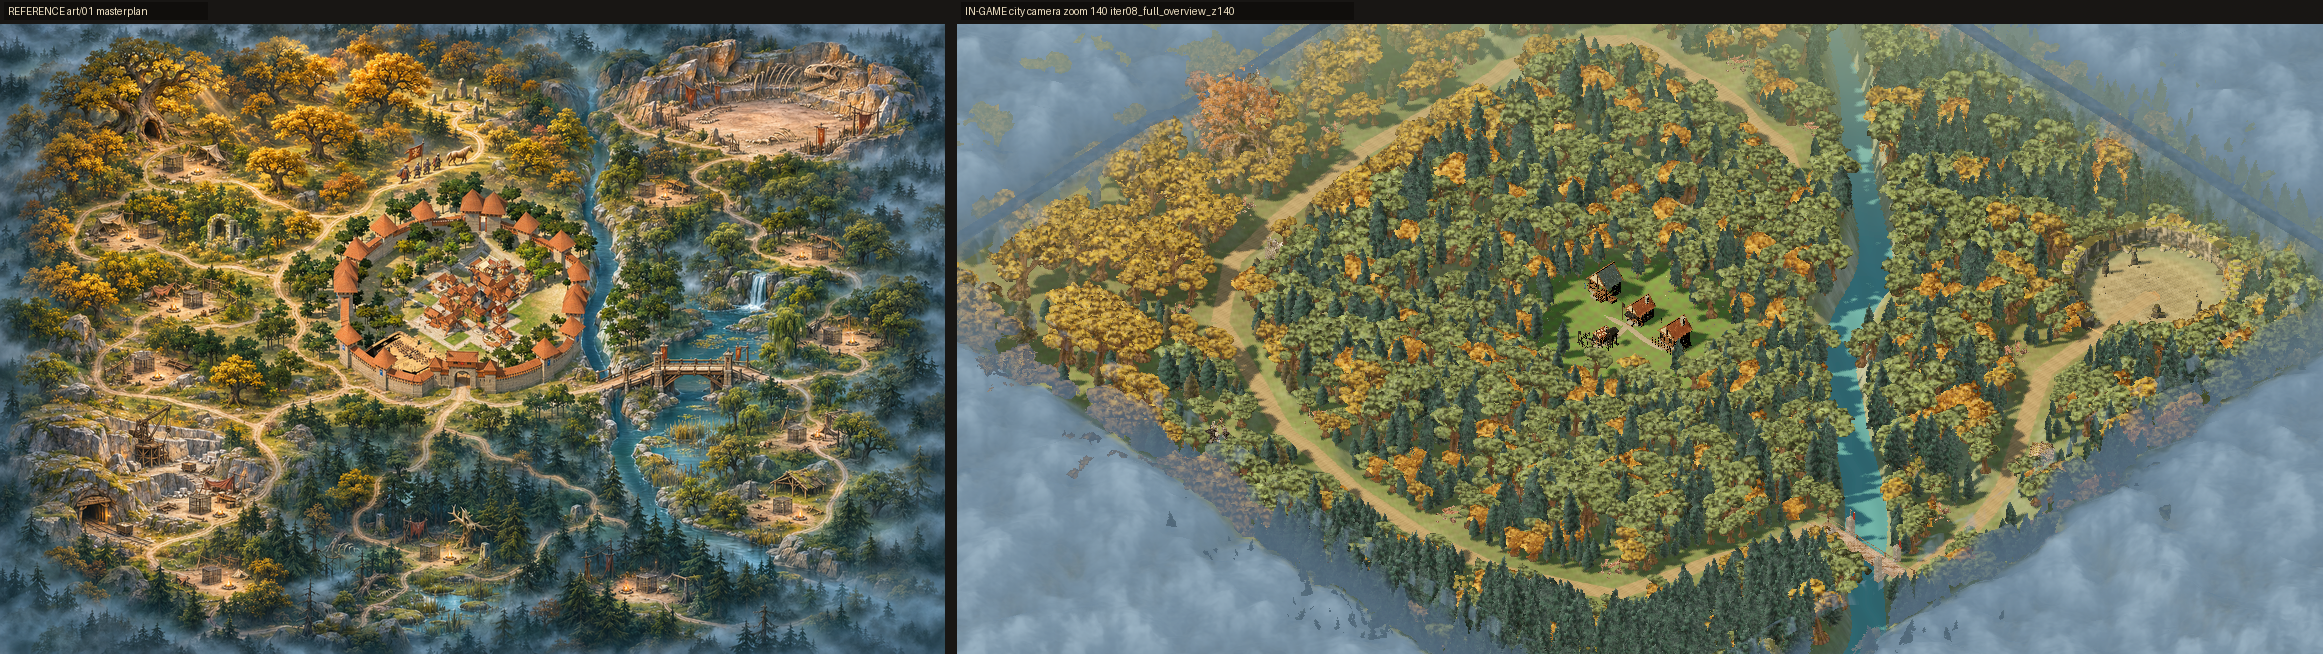 REFERENCE art/01 masterplan
IN-GAME city camera zoom 140 iter08_full_overview_z140